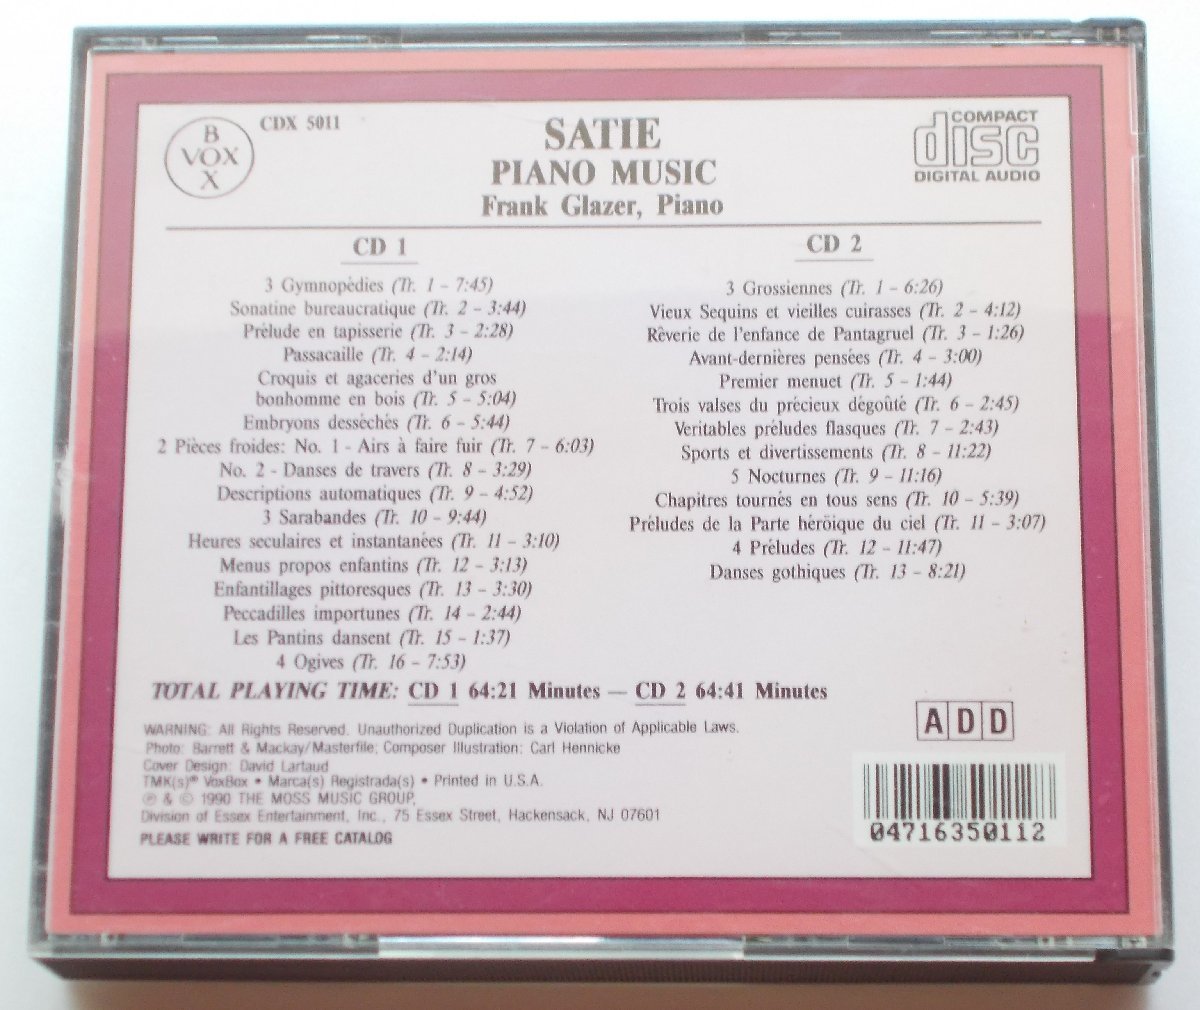 B
VOX
X
CDX 5011
SATIE
PIANO MUSIC
Frank Glazer, Piano
COMPACT
disc
DIGITAL AUDIO
CD 1
3 Gymnopédies (Tr. 1 - 7:45)
Sonatine bureaucratique (Tr. 2 - 3:44)
Prélude en tapisserie (Tr. 3 - 2:28)
Passacaille (Tr. 4 - 2:14)
Croquis et agaceries d'un gros
bonhomme en bois (Tr. 5 - 5:04)
Embryons desséchés (Tr. 6 - 5:44)
2 Pièces froides: No. 1 - Airs à faire fuir (Tr. 7 - 6:03)
No. 2 - Danses de travers (Tr. 8 - 3:29)
Descriptions automatiques (Tr. 9 - 4:52)
3 Sarabandes (Tr. 10 - 9:44)
Heures seculaires et instantanées (Tr. 11 - 3:10)
Menus propos enfantins (Tr. 12 - 3:13)
Enfantillages pittoresques (Tr. 13 - 3:30)
Peccadilles importunes (Tr. 14 - 2:44)
Les Pantins dansent (Tr. 15 - 1:37)
4 Ogives (Tr. 16 - 7:53)
CD 2
3 Grossiennes (Tr. 1 - 6:26)
Vieux Sequins et vieilles cuirasses (Tr. 2 - 4:12)
Rêverie de l'enfance de Pantagruel (Tr. 3 - 1:26)
Avant-dernières pensées (Tr. 4 - 3:00)
Premier menuet (Tr. 5 - 1:44)
Trois valses du précieux dégoûté (Tr. 6 - 2:45)
Veritables préludes flasques (Tr. 7 - 2:43)
Sports et divertissements (Tr. 8 - 11:22)
5 Nocturnes (Tr. 9 - 11:16)
Chapitres tournés en tous sens (Tr. 10 - 5:39)
Préludes de la Parte héröique du ciel (Tr. 11 - 3:07)
4 Préludes (Tr. 12 - 11:47)
Danses gothiques (Tr. 13 - 8:21)
TOTAL PLAYING TIME: CD 1 64:21 Minutes — CD 2 64:41 Minutes
WARNING: All Rights Reserved. Unauthorized Duplication is a Violation of Applicable Laws.
Photo: Barrett & Mackay/Masterfile; Composer Illustration: Carl Hennicke
Cover Design: David Lartaud
TMK(s)® VoxBox • Marca(s) Registrada(s) • Printed in U.S.A.
℗ & © 1990 THE MOSS MUSIC GROUP,
Division of Essex Entertainment, Inc., 75 Essex Street, Hackensack, NJ 07601
PLEASE WRITE FOR A FREE CATALOG
ADD
04716350112